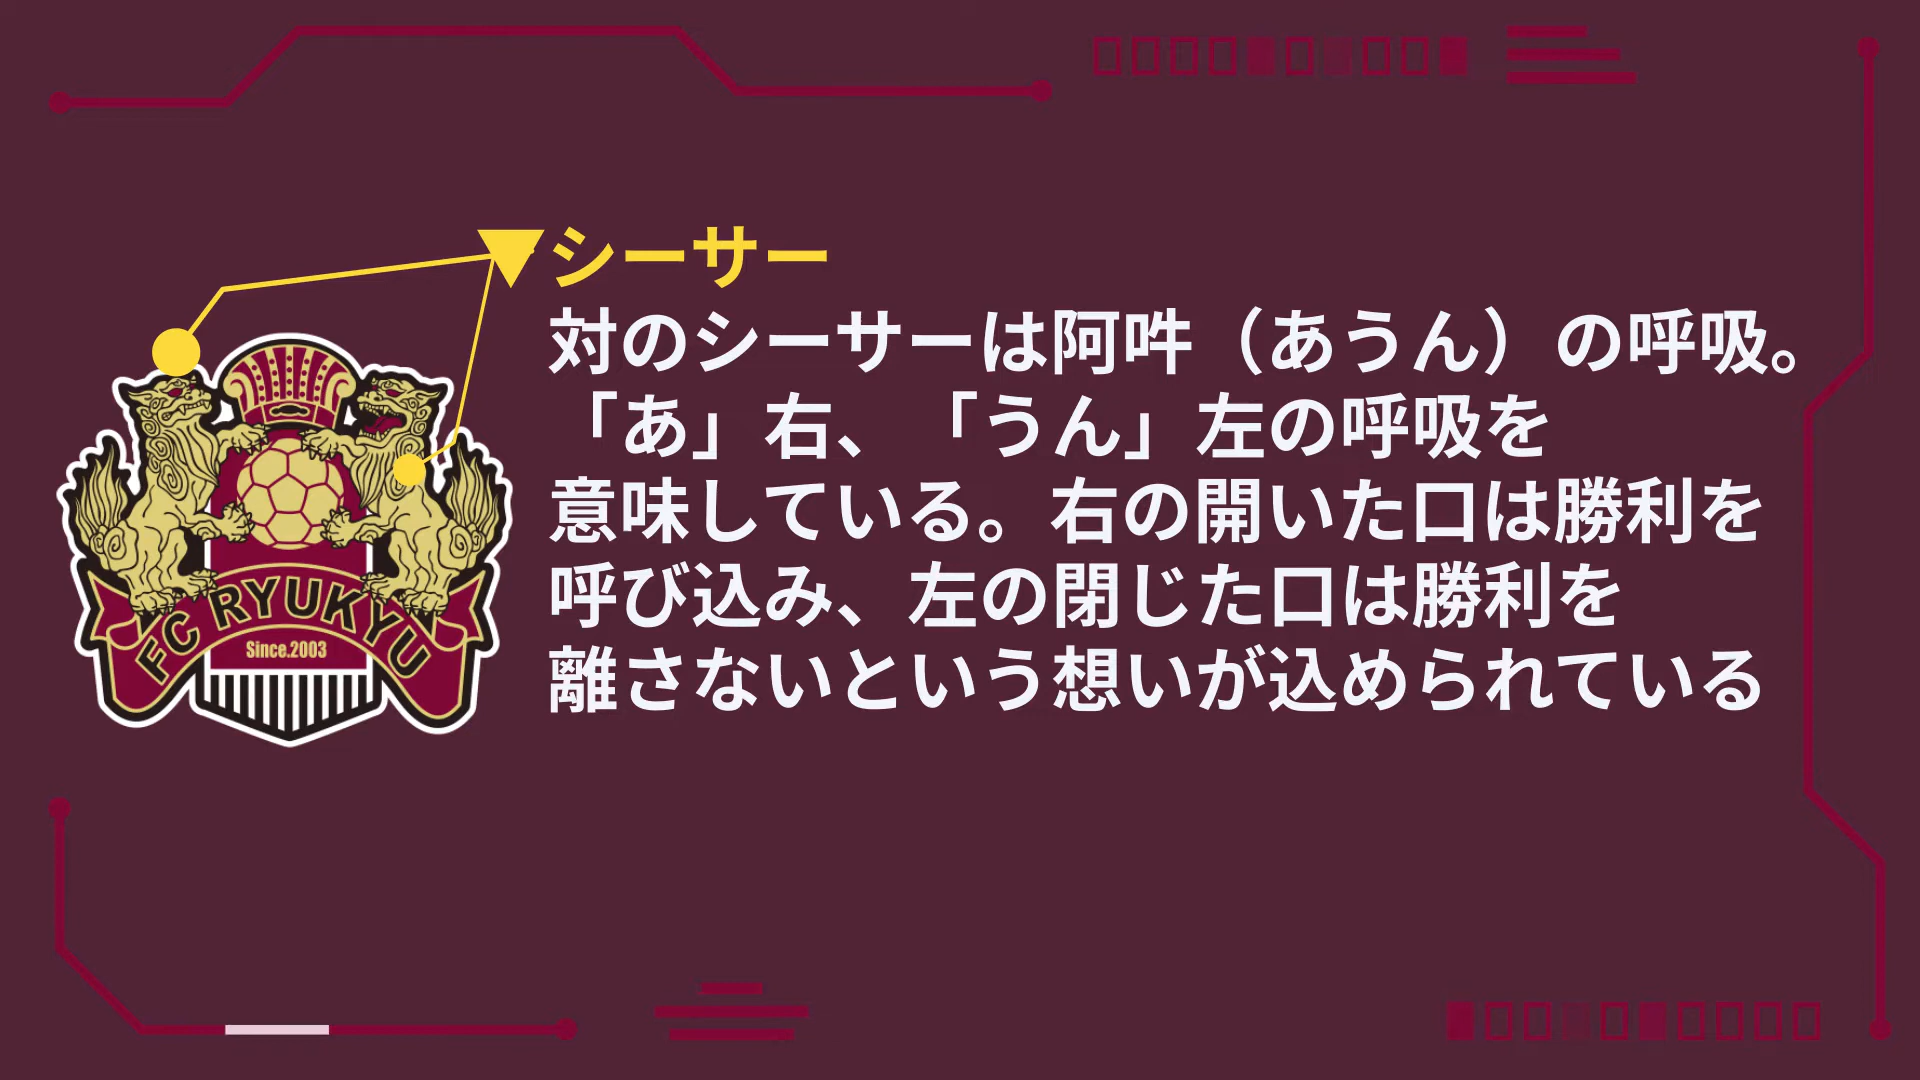 シーサー
対のシーサーは阿吽（あうん）の呼吸。
「あ」右、「うん」左の呼吸を
意味している。右の開いた口は勝利を
呼び込み、左の閉じた口は勝利を
離さないという想いが込められている
FC RYUKYU
Since.2003